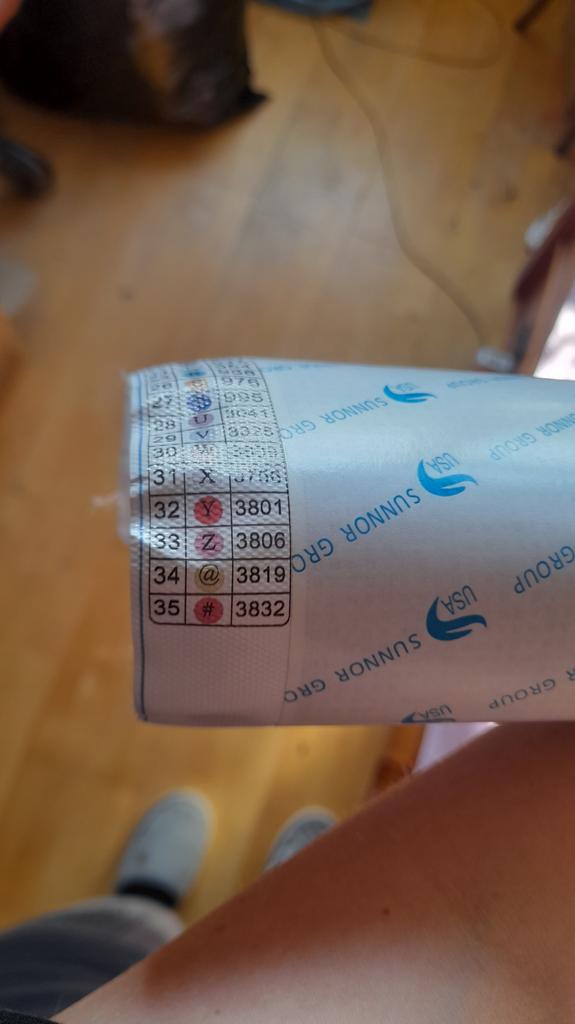 976
27 995
28 U 3041
29 V 3325
30 W
31 X
32 Y 3801
33 Z 3806
34 @ 3819
35 # 3832
USA
SUNNOR GRO
GROUP
USA
SUNNOR GRO
GROUP
USA
SUNNOR GRO
GROUP
USA
SUNNOR GRO
GROUP
USA